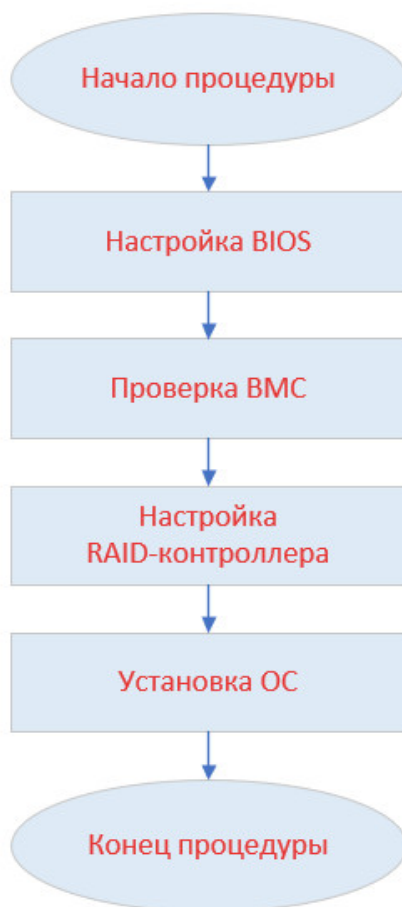 Начало процедуры
Настройка BIOS
Проверка BMC
Настройка
RAID-контроллера
Установка ОС
Конец процедуры